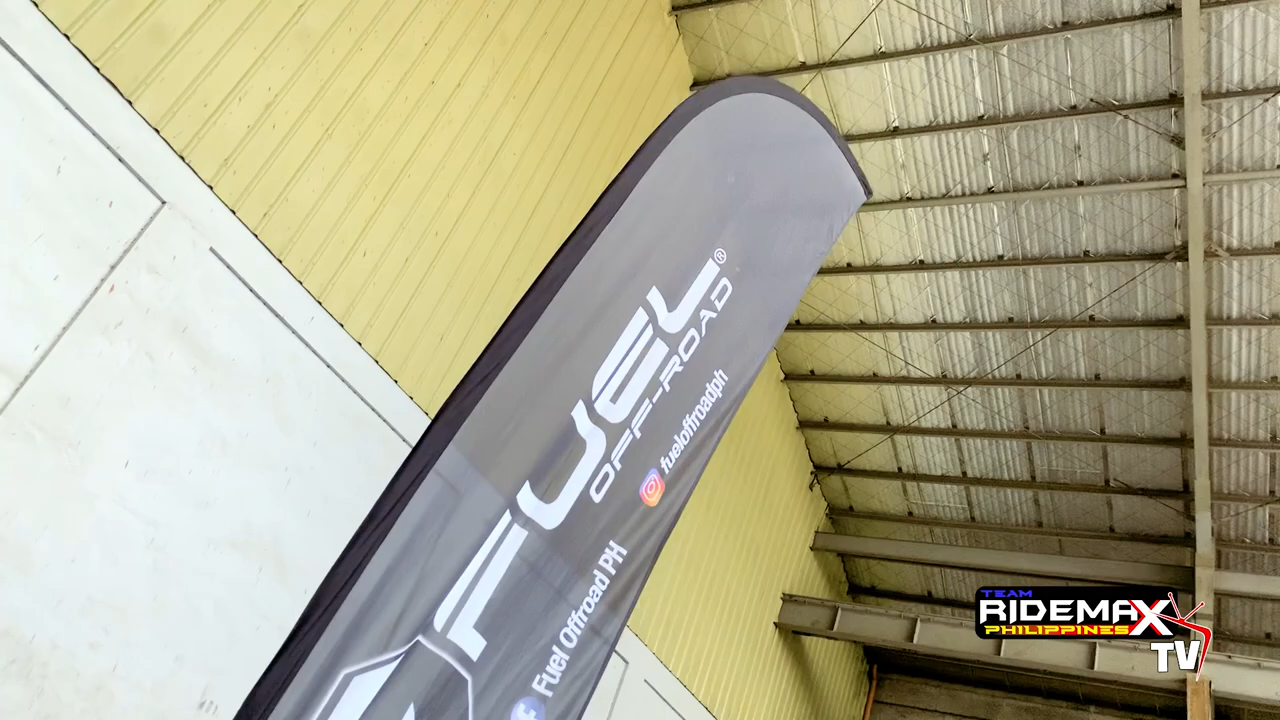 FUEL®
OFF-ROAD
fueloffroadph
Fuel Offroad PH
TEAM
RIDEMAX
PHILIPPINES
TV